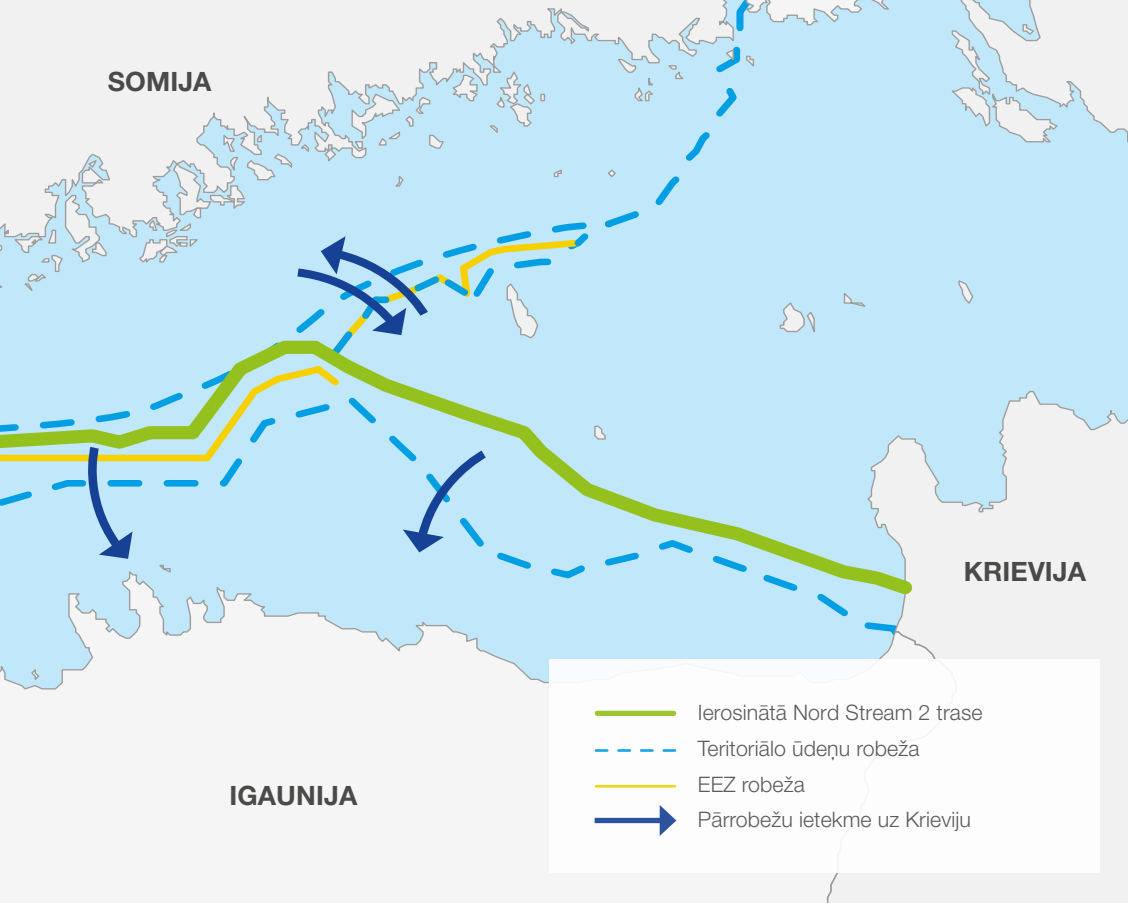 SOMIJA
KRIEVIJA
IGAUNIJA
Ierosinātā Nord Stream 2 trase
Teritoriālo ūdeņu robeža
EEZ robeža
Pārrobežu ietekme uz Krieviju